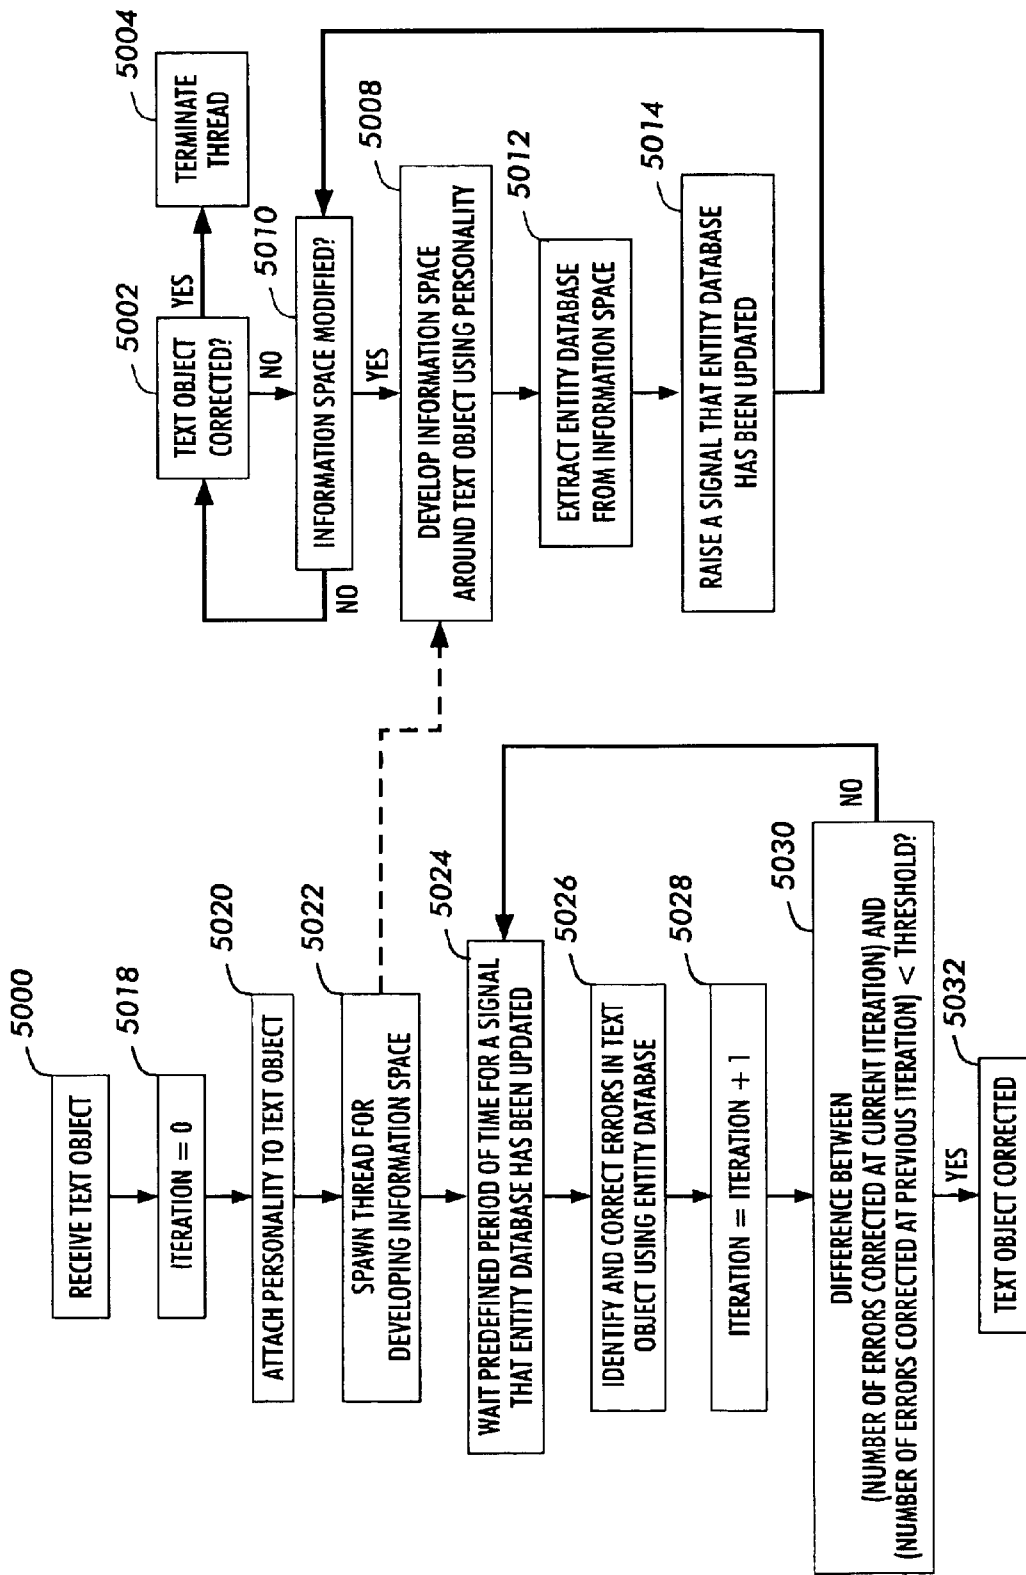 5000
RECEIVE TEXT OBJECT
5018
ITERATION = 0
5020
ATTACH PERSONALITY TO TEXT OBJECT
5022
SPAWN THREAD FOR
DEVELOPING INFORMATION SPACE
5024
WAIT PREDEFINED PERIOD OF TIME FOR A SIGNAL
THAT ENTITY DATABASE HAS BEEN UPDATED
5026
IDENTIFY AND CORRECT ERRORS IN TEXT
OBJECT USING ENTITY DATABASE
5028
ITERATION = ITERATION + 1
5030
DIFFERENCE BETWEEN
(NUMBER OF ERRORS CORRECTED AT CURRENT ITERATION) AND
(NUMBER OF ERRORS CORRECTED AT PREVIOUS ITERATION) < THRESHOLD?
NO
YES
5032
TEXT OBJECT CORRECTED
5002
TEXT OBJECT
CORRECTED?
YES
5004
TERMINATE
THREAD
NO
5010
INFORMATION SPACE MODIFIED?
NO
YES
5008
DEVELOP INFORMATION SPACE
AROUND TEXT OBJECT USING PERSONALITY
5012
EXTRACT ENTITY DATABASE
FROM INFORMATION SPACE
5014
RAISE A SIGNAL THAT ENTITY DATABASE
HAS BEEN UPDATED